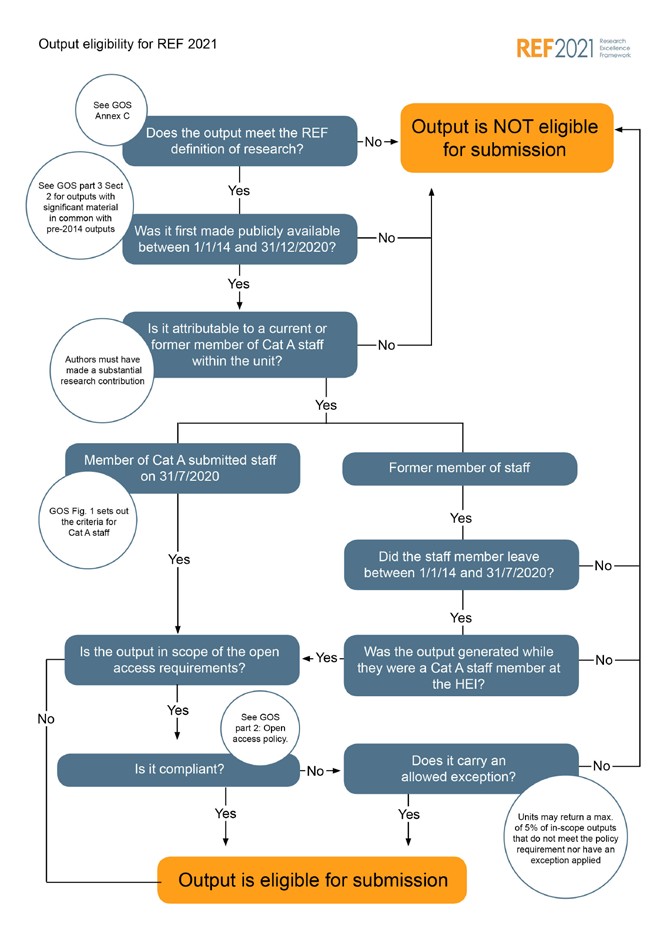 Output eligibility for REF 2021
REF2021
Research
Excellence
Framework
See GOS
Annex C
Does the output meet the REF
definition of research?
No
Output is NOT eligible
for submission
Yes
See GOS part 3 Sect
2 for outputs with
significant material
in common with
pre-2014 outputs
Was it first made publicly available
between 1/1/14 and 31/12/2020?
No
Yes
Is it attributable to a current or
former member of Cat A staff
within the unit?
No
Authors must have
made a substantial
research contribution
Yes
Member of Cat A submitted staff
on 31/7/2020
Former member of staff
GOS Fig. 1 sets out
the criteria for
Cat A staff
Yes
Yes
Did the staff member leave
between 1/1/14 and 31/7/2020?
No
Yes
Is the output in scope of the open
access requirements?
Yes
Was the output generated while
they were a Cat A staff member at
the HEI?
No
No
Yes
See GOS
part 2: Open
access policy.
Is it compliant?
No
Does it carry an
allowed exception?
No
Yes
Yes
Units may return a max.
of 5% of in-scope outputs
that do not meet the policy
requirement nor have an
exception applied
Output is eligible for submission